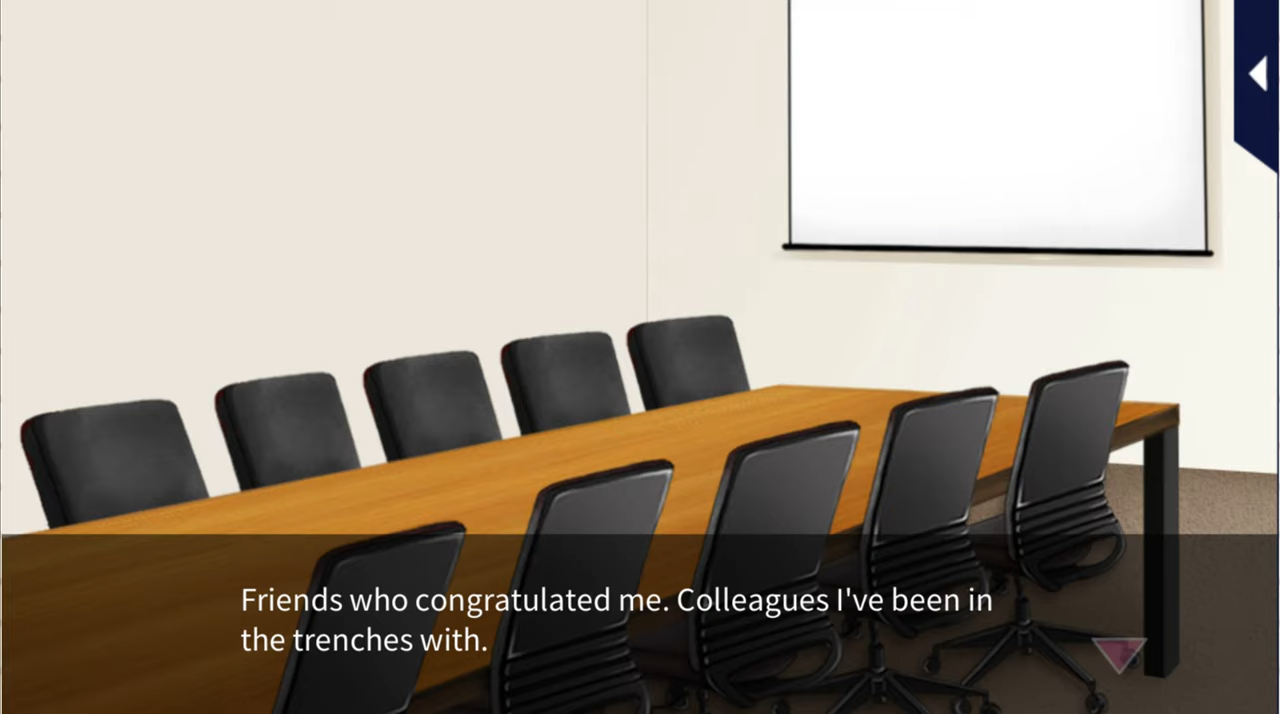 Friends who congratulated me. Colleagues I've been in
the trenches with.